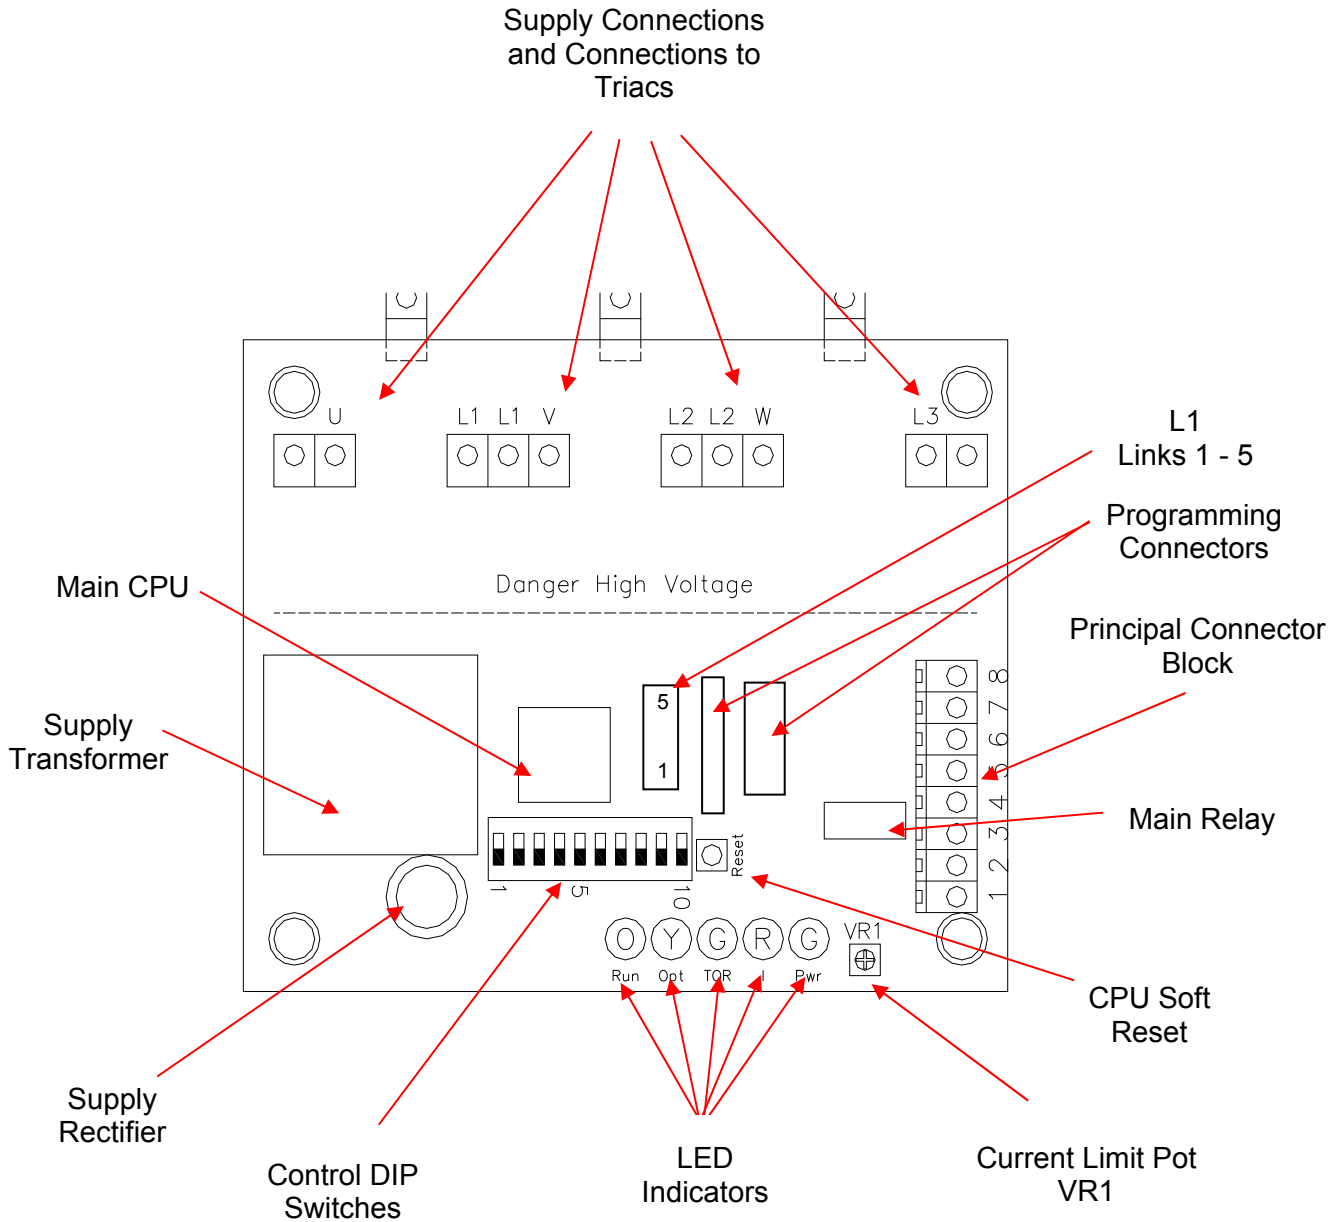 Supply Connections
and Connections to
Triacs
U
L1 L1 V
L2 L2 W
L3
L1
Links 1 - 5
Programming
Connectors
Danger High Voltage
Main CPU
Principal Connector
Block
Supply
Transformer
5
1
8
7
6
5
4
3
2
1
Main Relay
Reset
1 5 10
O Y G R G
VR1
Run Opt TOR I Pwr
CPU Soft
Reset
Supply
Rectifier
Control DIP
Switches
LED
Indicators
Current Limit Pot
VR1